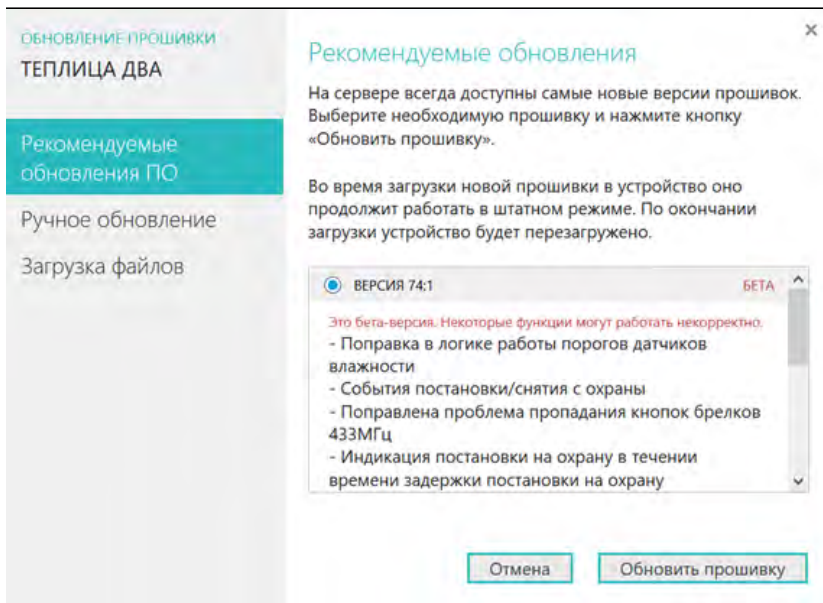 ОБНОВЛЕНИЕ ПРОШИВКИ
ТЕПЛИЦА ДВА
Рекомендуемые
обновления ПО
Ручное обновление
Загрузка файлов
Рекомендуемые обновления
На сервере всегда доступны самые новые версии прошивок.
Выберите необходимую прошивку и нажмите кнопку
«Обновить прошивку».
Во время загрузки новой прошивки в устройство оно
продолжит работать в штатном режиме. По окончании
загрузки устройство будет перезагружено.
ВЕРСИЯ 74:1 БЕТА
Это бета-версия. Некоторые функции могут работать некорректно.
- Поправка в логике работы порогов датчиков
влажности
- События постановки/снятия с охраны
- Поправлена проблема пропадания кнопок брелков
433МГц
- Индикация постановки на охрану в течении
времени задержки постановки на охрану
Отмена
Обновить прошивку